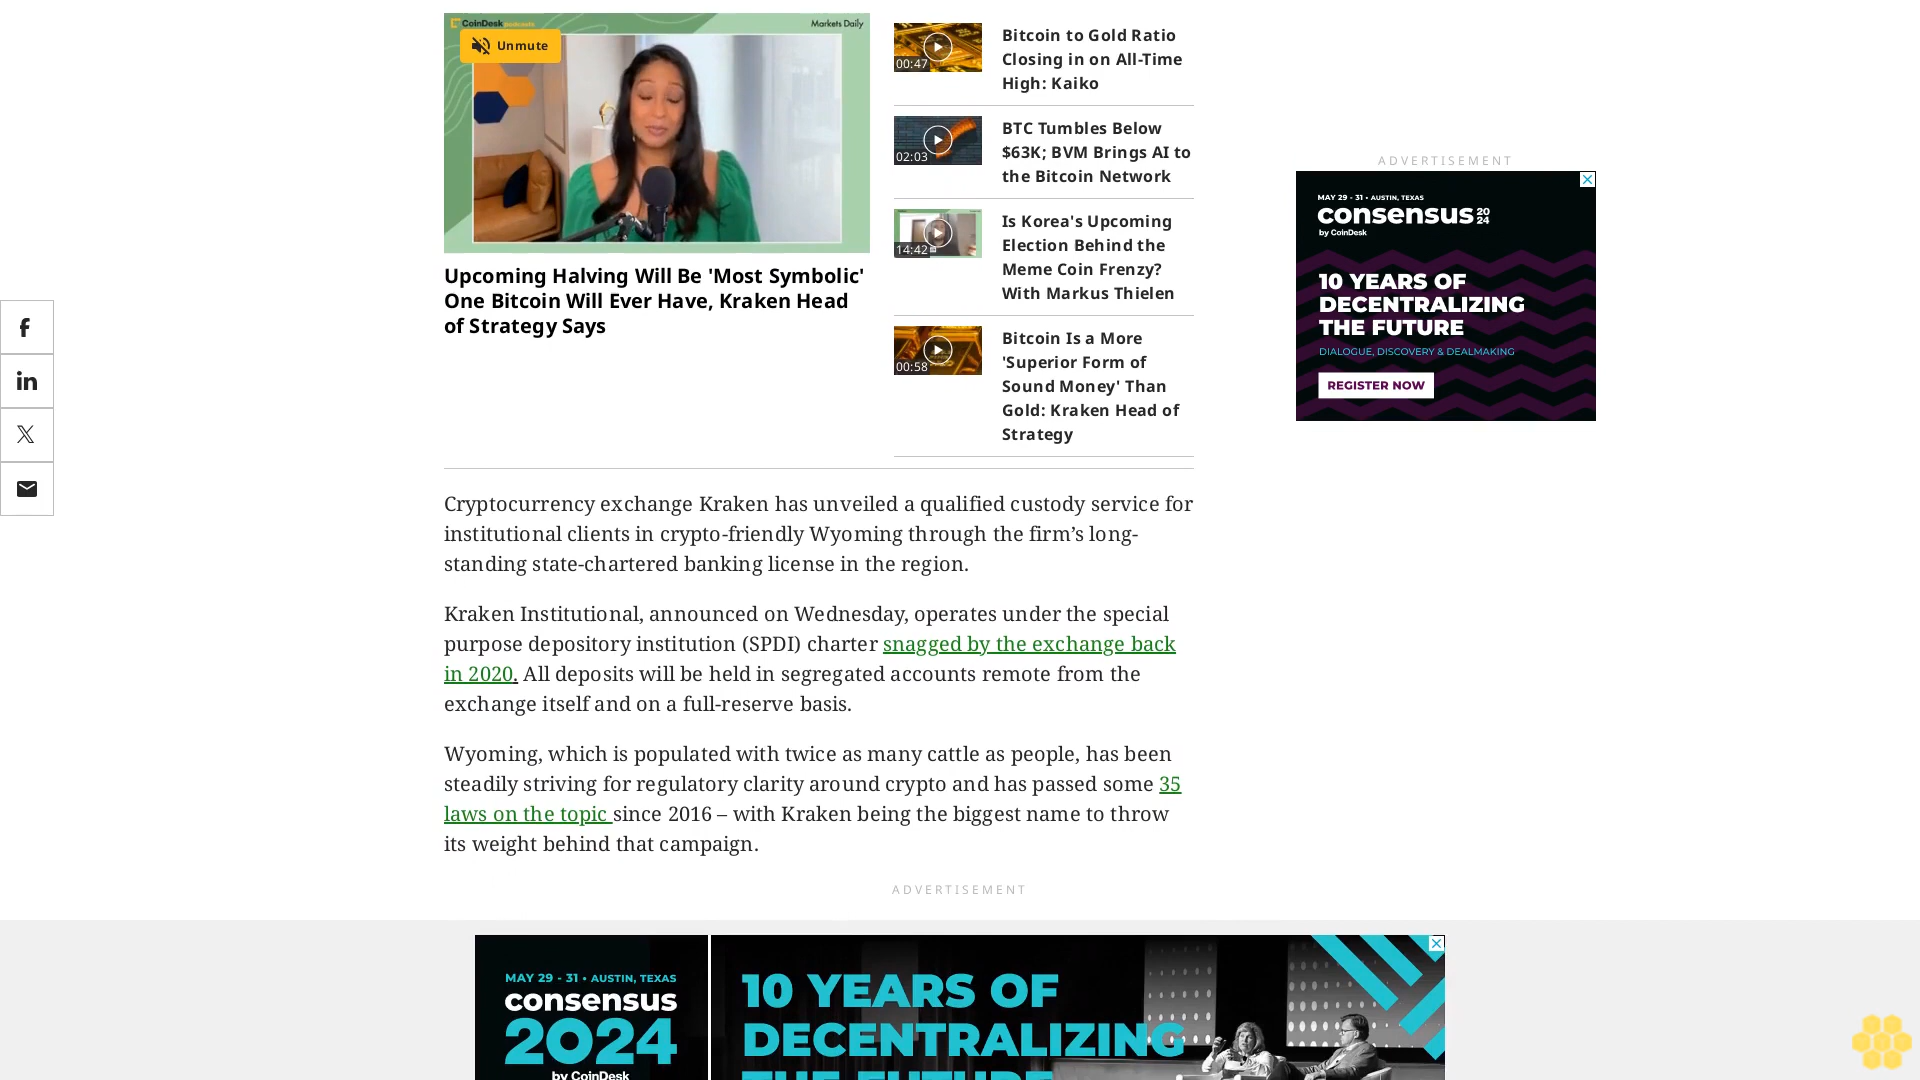 CoinDesk podcasts
Markets Daily
Unmute
Upcoming Halving Will Be 'Most Symbolic'
One Bitcoin Will Ever Have, Kraken Head
of Strategy Says
00:47
Bitcoin to Gold Ratio
Closing in on All-Time
High: Kaiko
02:03
BTC Tumbles Below
$63K; BVM Brings AI to
the Bitcoin Network
14:42
Is Korea's Upcoming
Election Behind the
Meme Coin Frenzy?
With Markus Thielen
00:58
Bitcoin Is a More
'Superior Form of
Sound Money' Than
Gold: Kraken Head of
Strategy
ADVERTISEMENT
MAY 29 - 31 • AUSTIN, TEXAS
consensus 2024
by CoinDesk
10 YEARS OF
DECENTRALIZING
THE FUTURE
DIALOGUE, DISCOVERY & DEALMAKING
REGISTER NOW
Cryptocurrency exchange Kraken has unveiled a qualified custody service for
institutional clients in crypto-friendly Wyoming through the firm’s long-
standing state-chartered banking license in the region.
Kraken Institutional, announced on Wednesday, operates under the special
purpose depository institution (SPDI) charter snagged by the exchange back
in 2020. All deposits will be held in segregated accounts remote from the
exchange itself and on a full-reserve basis.
Wyoming, which is populated with twice as many cattle as people, has been
steadily striving for regulatory clarity around crypto and has passed some 35
laws on the topic since 2016 – with Kraken being the biggest name to throw
its weight behind that campaign.
ADVERTISEMENT
MAY 29 - 31 • AUSTIN, TEXAS
consensus
2024
by CoinDesk
10 YEARS OF
DECENTRALIZING
THE FUTURE